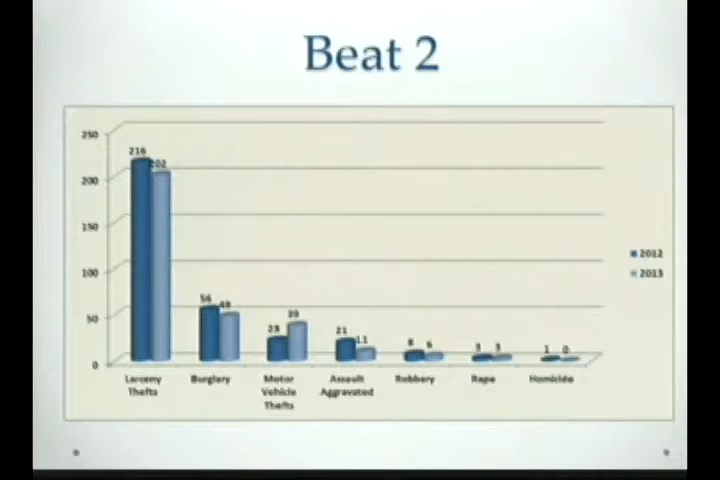 Beat 2
250
200
150
100
50
0
216
202
56
49
39
21
11
8
6
3
3
1
0
2012
2013
Larceny Thefts
Burglary
Motor Vehicle Thefts
Assault Aggravated
Robbery
Rape
Homicide